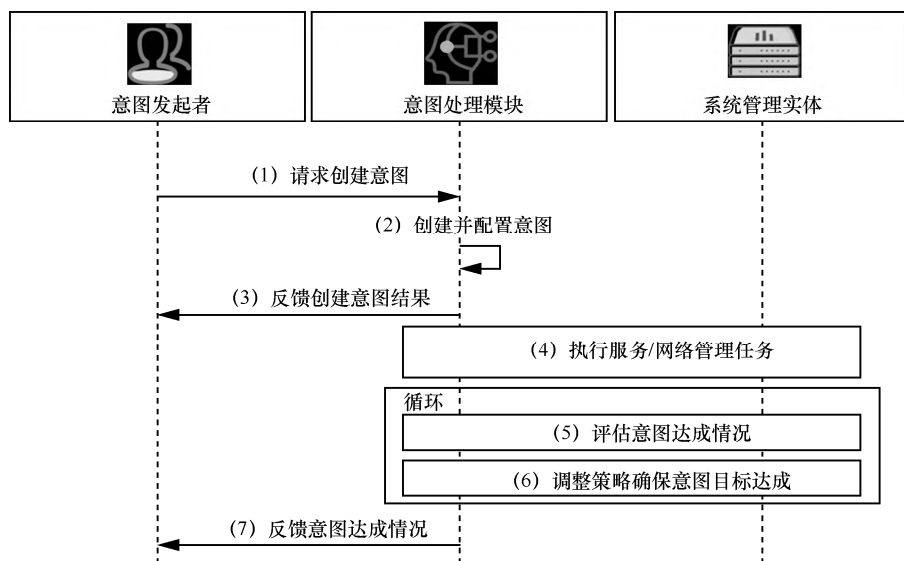 意图发起者
意图处理模块
系统管理实体
（1）请求创建意图
（2）创建并配置意图
（3）反馈创建意图结果
（4）执行服务/网络管理任务
循环
（5）评估意图达成情况
（6）调整策略确保意图目标达成
（7）反馈意图达成情况